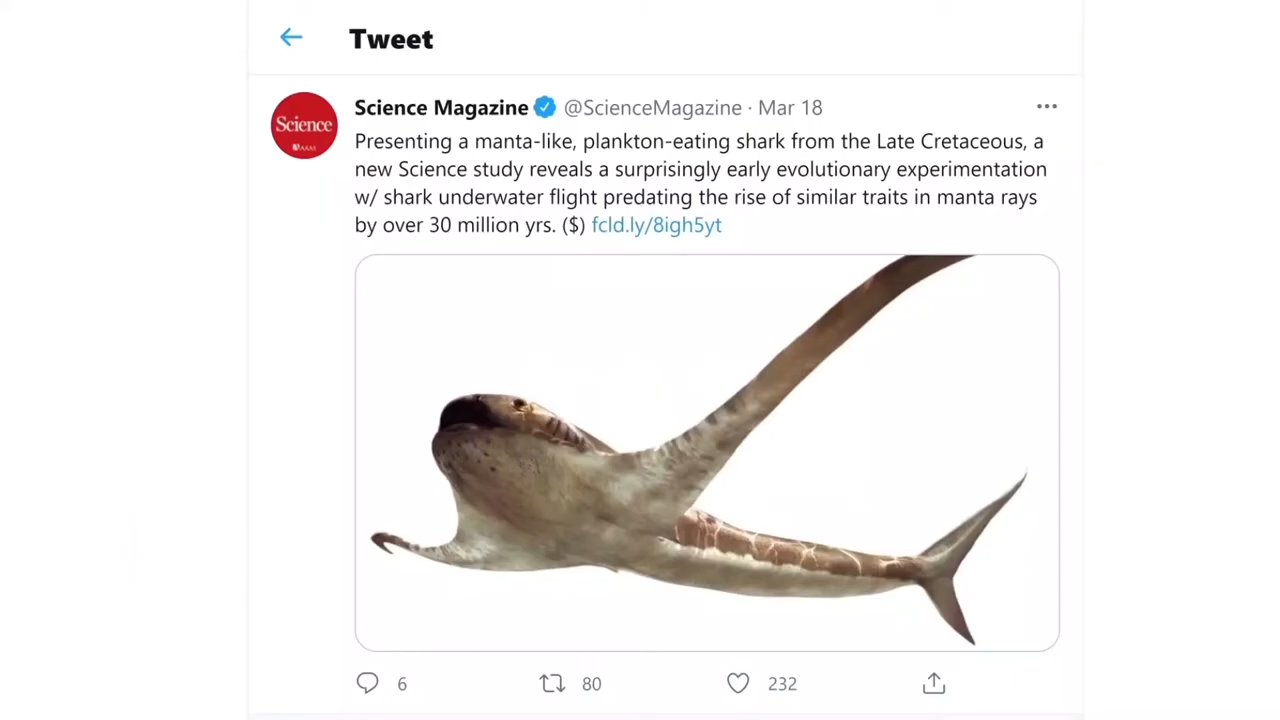 Tweet
Science Magazine @ScienceMagazine · Mar 18
Science
AAAS
Presenting a manta-like, plankton-eating shark from the Late Cretaceous, a
new Science study reveals a surprisingly early evolutionary experimentation
w/ shark underwater flight predating the rise of similar traits in manta rays
by over 30 million yrs. ($) fcld.ly/8igh5yt
6 80 232